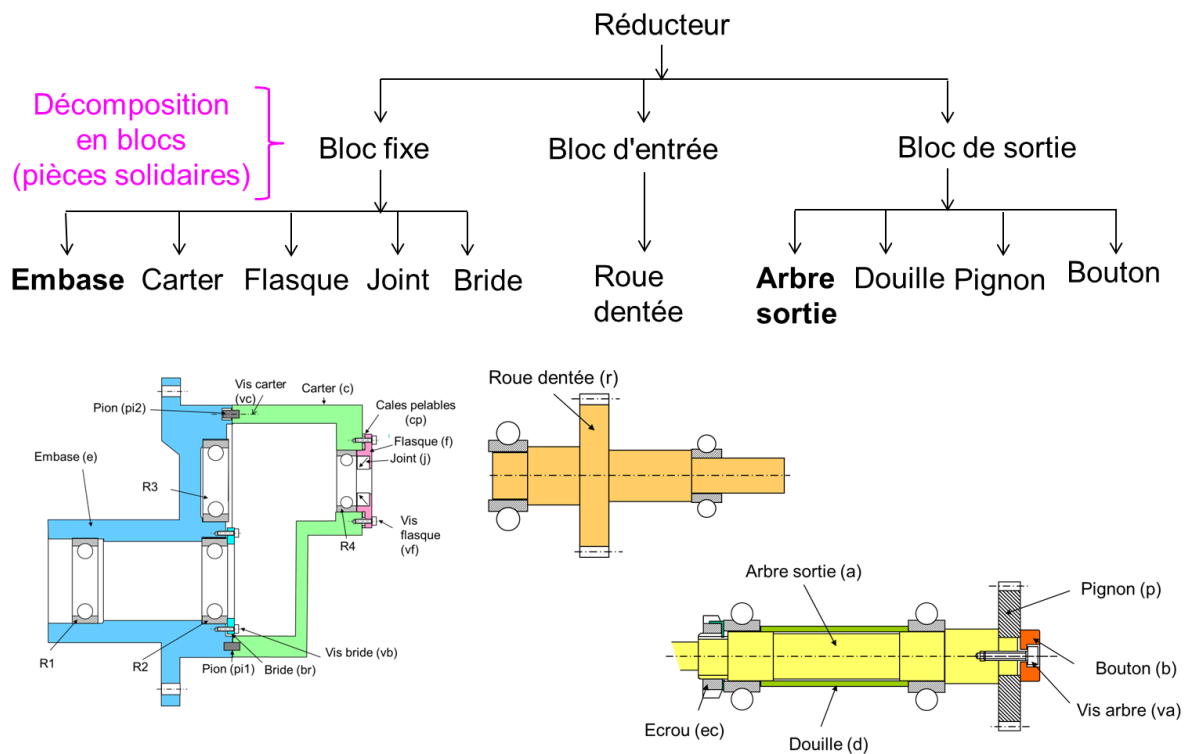 Réducteur
Décomposition
en blocs
(pièces solidaires)
Bloc fixe
Bloc d'entrée
Bloc de sortie
Embase
Carter
Flasque
Joint
Bride
Roue
dentée
Arbre
sortie
Douille
Pignon
Bouton
Vis carter
(vc)
Carter (c)
Pion (pi2)
Cales pelables
(cp)
Flasque (f)
Joint (j)
Embase (e)
R3
R4
Vis
flasque
(vf)
R1
R2
Pion (pi1)
Bride (br)
Vis bride (vb)
Roue dentée (r)
Arbre sortie (a)
Pignon (p)
Bouton (b)
Vis arbre (va)
Ecrou (ec)
Douille (d)